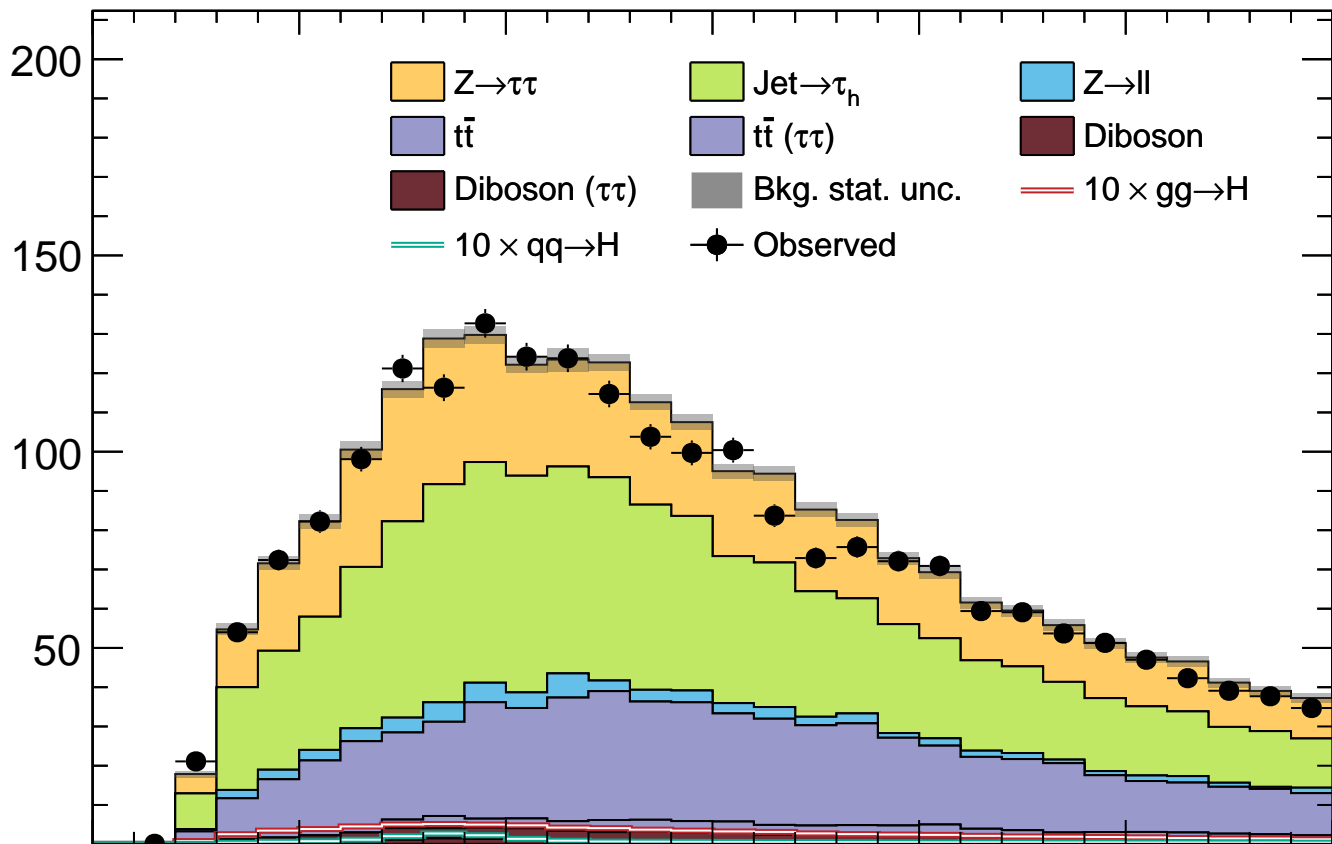 200
150
100
50
Z→ττ Jet→τₕ Z→ll
tt̄ tt̄ (ττ) Diboson
Diboson (ττ) Bkg. stat. unc. 10 × gg→H
10 × qq→H Observed